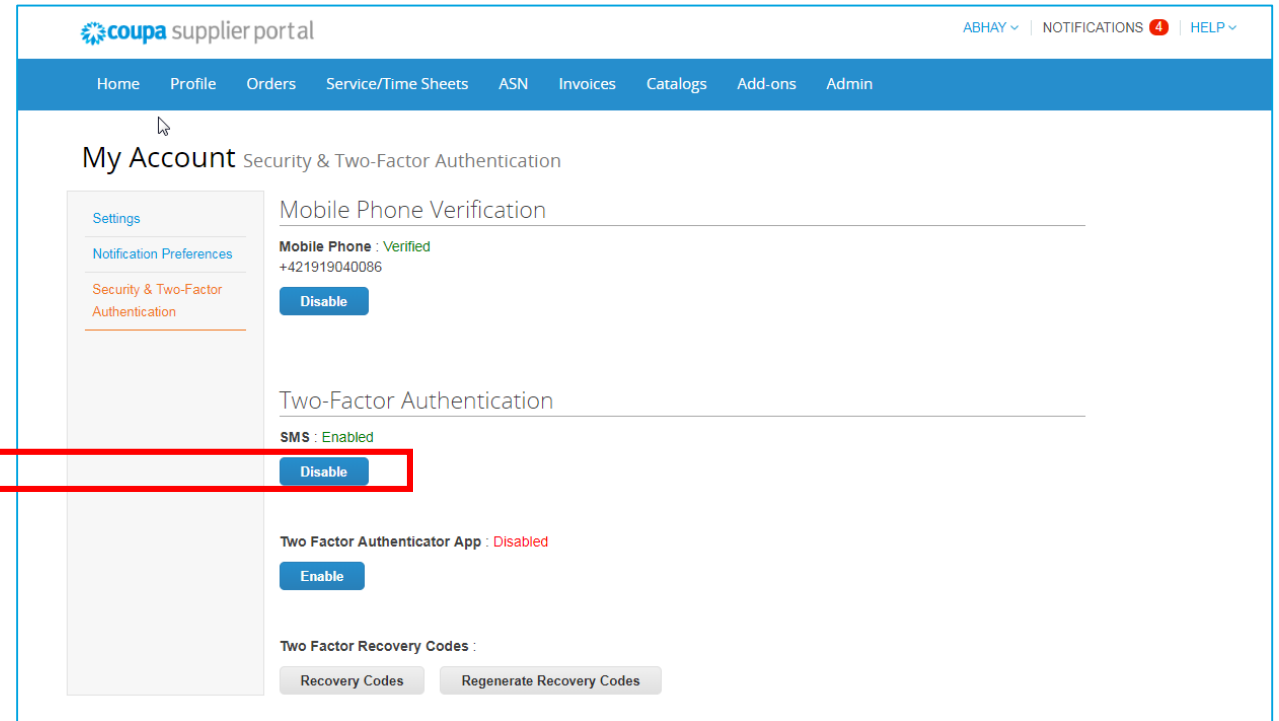 coupa supplier portal
ABHAY NOTIFICATIONS 4 HELP
Home Profile Orders Service/Time Sheets ASN Invoices Catalogs Add-ons Admin
My Account Security & Two-Factor Authentication
Settings
Notification Preferences
Security & Two-Factor
Authentication
Mobile Phone Verification
Mobile Phone : Verified
+421919040086
Disable
Two-Factor Authentication
SMS : Enabled
Disable
Two Factor Authenticator App : Disabled
Enable
Two Factor Recovery Codes :
Recovery Codes Regenerate Recovery Codes